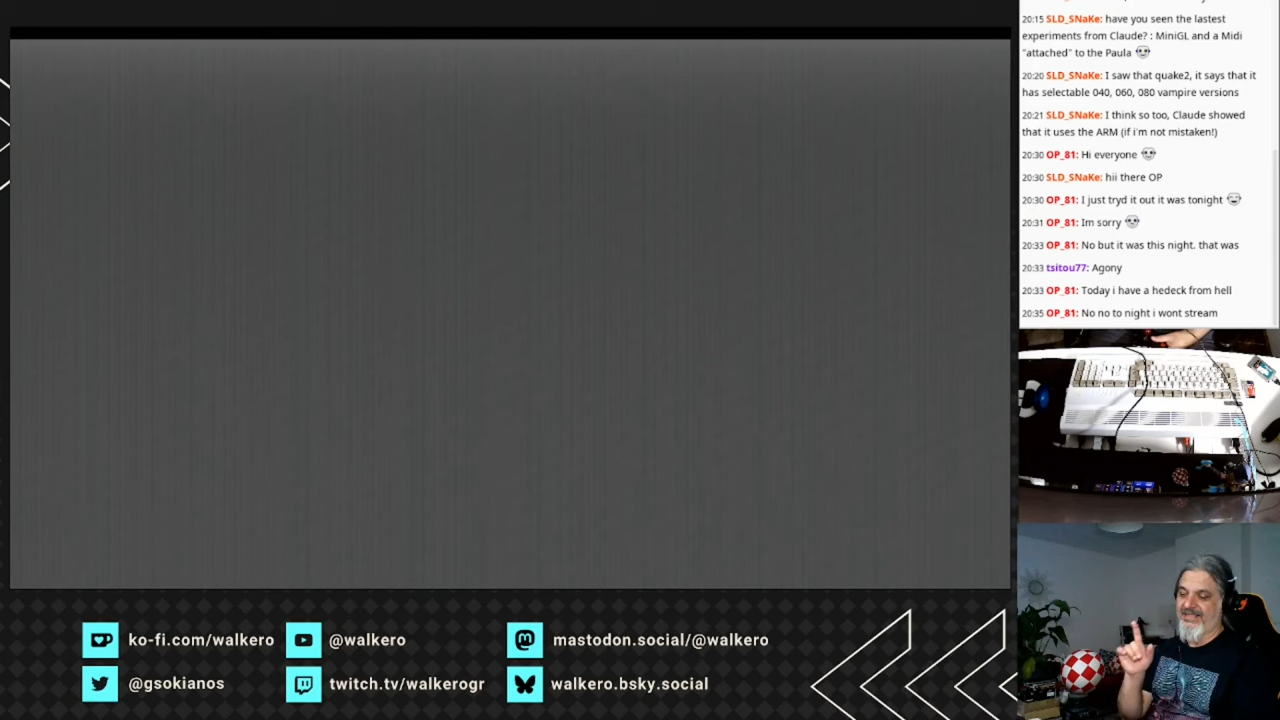 20:15 SLD_SNaKe: have you seen the lastest
experiments from Claude? : MiniGL and a Midi
"attached" to the Paula
20:20 SLD_SNaKe: I saw that quake2, it says that it
has selectable 040, 060, 080 vampire versions
20:21 SLD_SNaKe: I think so too, Claude showed
that it uses the ARM (if i'm not mistaken!)
20:30 OP_81: Hi everyone
20:30 SLD_SNaKe: hii there OP
20:30 OP_81: I just tryd it out it was tonight
20:31 OP_81: Im sorry
20:33 OP_81: No but it was this night. that was
20:33 tsitou77: Agony
20:33 OP_81: Today i have a hedeck from hell
20:35 OP_81: No no to night i wont stream
ko-fi.com/walkero
@walkero
mastodon.social/@walkero
@gsokianos
twitch.tv/walkerogr
walkero.bsky.social